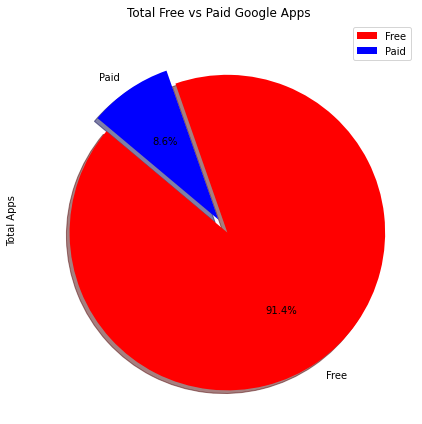 Total Free vs Paid Google Apps
Free
Paid
Paid
8.6%
Total Apps
91.4%
Free